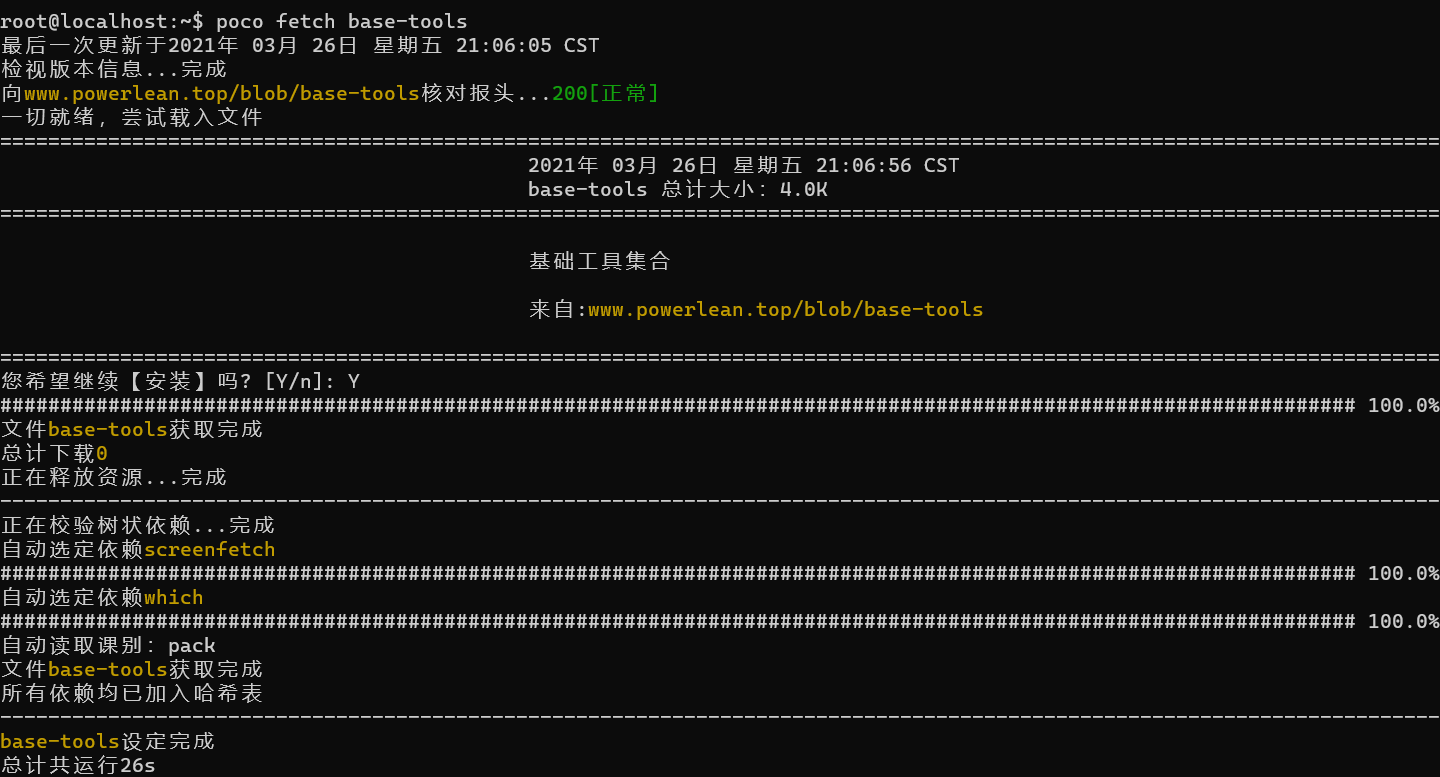 root@localhost:~$ poco fetch base-tools
最后一次更新于2021年 03月 26日 星期五 21:06:05 CST
检视版本信息...完成
向www.powerlean.top/blob/base-tools核对报头...200[正常]
一切就绪，尝试载入文件
========================================================================================================================
2021年 03月 26日 星期五 21:06:56 CST
base-tools 总计大小：4.0K
========================================================================================================================
基础工具集合
来自:www.powerlean.top/blob/base-tools
========================================================================================================================
您希望继续【安装】吗? [Y/n]: Y
################################################################################################################# 100.0%
文件base-tools获取完成
总计下载0
正在释放资源...完成
------------------------------------------------------------------------------------------------------------------------
正在校验树状依赖...完成
自动选定依赖screenfetch
################################################################################################################# 100.0%
自动选定依赖which
################################################################################################################# 100.0%
自动读取课别：pack
文件base-tools获取完成
所有依赖均已加入哈希表
------------------------------------------------------------------------------------------------------------------------
base-tools设定完成
总计共运行26s